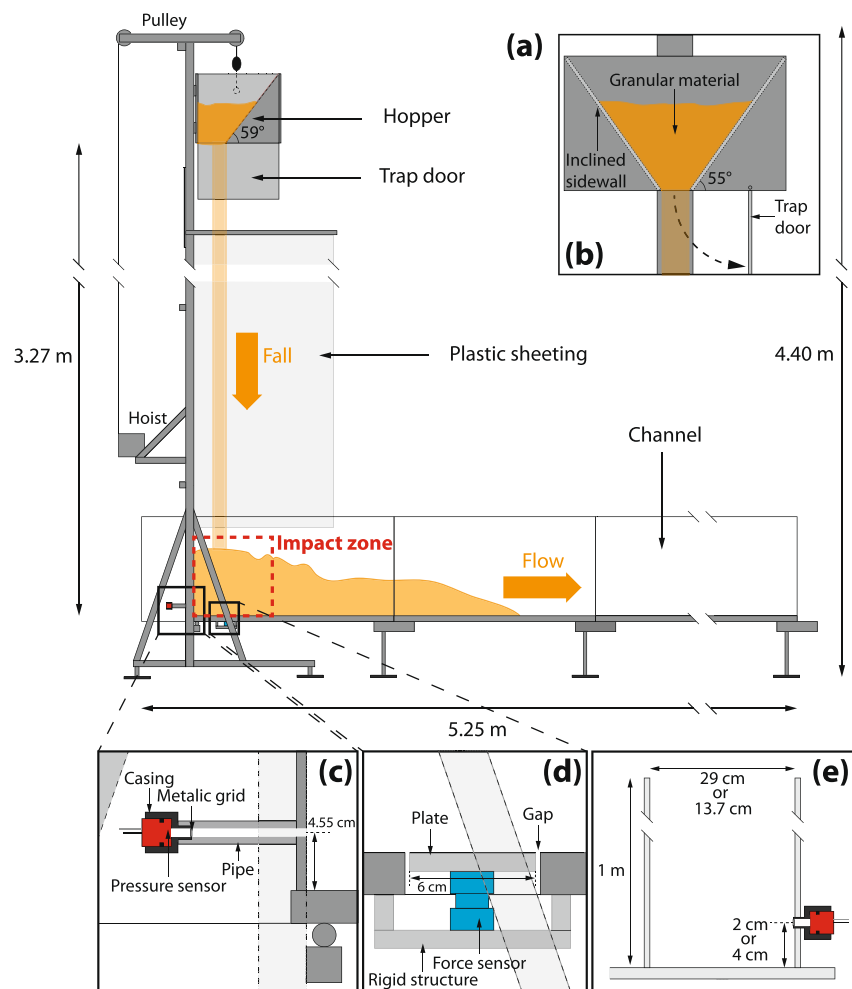 Pulley
(a)
Granular material
Hopper
59°
Inclined
sidewall
55°
Trap door
Trap
door
(b)
3.27 m
Fall
Plastic sheeting
4.40 m
Hoist
Channel
Impact zone
Flow
5.25 m
(c)
Casing
Metalic grid
4.55 cm
Pipe
Pressure sensor
(d)
Plate
Gap
6 cm
Force sensor
Rigid structure
(e)
29 cm
or
13.7 cm
1 m
2 cm
or
4 cm